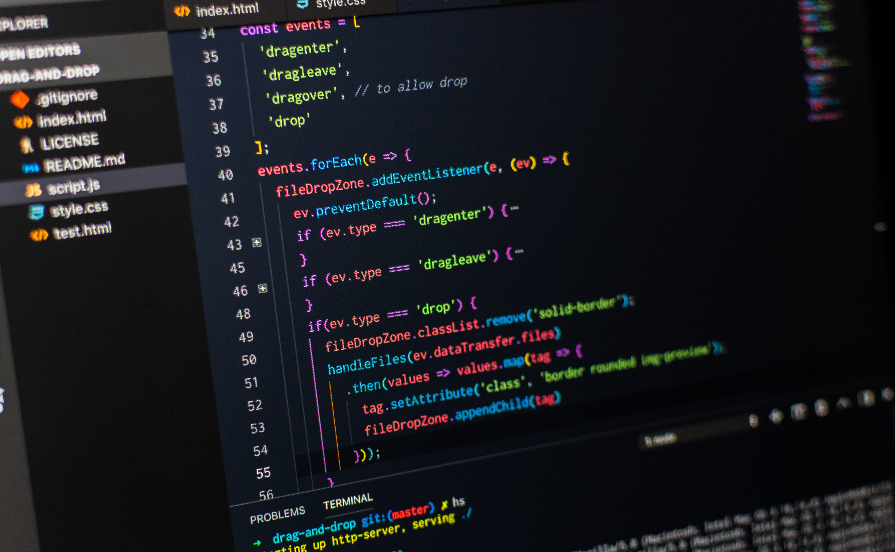 index.html
style.css
EXPLORER
OPEN EDITORS
DRAG-AND-DROP
.gitignore
index.html
LICENSE
README.md
script.js
style.css
test.html
34 const events = [
35 'dragenter',
36 'dragleave',
37 'dragover', // to allow drop
38 'drop'
39 ];
40 events.forEach(e => {
41 fileDropZone.addEventListener(e, (ev) => {
42 ev.preventDefault();
43 if (ev.type === 'dragenter') {⋯
45 }
46 if (ev.type === 'dragleave') {⋯
48 }
49 if(ev.type === 'drop') {
50 fileDropZone.classList.remove('solid-border');
51 handleFiles(ev.dataTransfer.files)
52 .then(values => values.map(tag => {
53 tag.setAttribute('class', 'border rounded img-preview');
54 fileDropZone.appendChild(tag)
55 }));
56 }
PROBLEMS TERMINAL
1: node
→ drag-and-drop git:(master) ✗ hs
Starting up http-server, serving ./